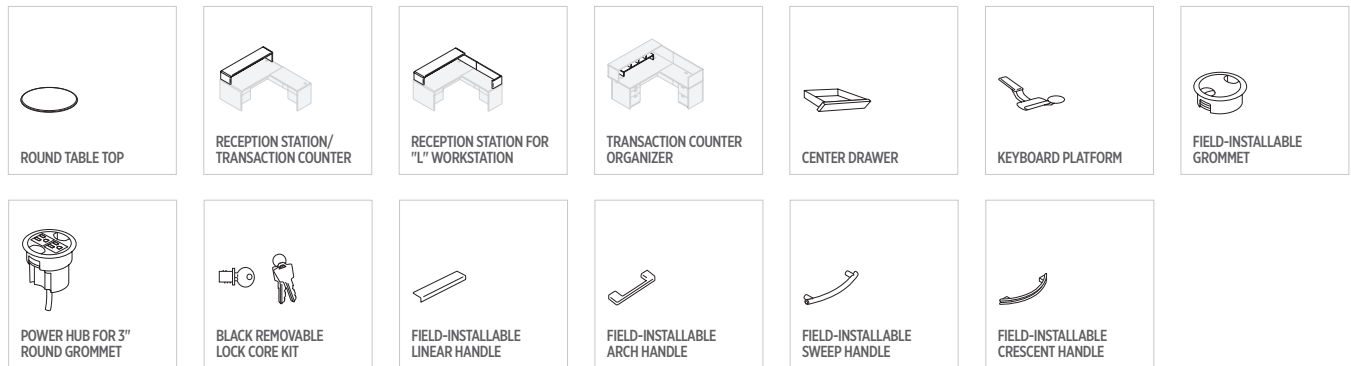 ROUND TABLE TOP
RECEPTION STATION/
TRANSACTION COUNTER
RECEPTION STATION FOR
"L" WORKSTATION
TRANSACTION COUNTER
ORGANIZER
CENTER DRAWER
KEYBOARD PLATFORM
FIELD-INSTALLABLE
GROMMET
POWER HUB FOR 3"
ROUND GROMMET
BLACK REMOVABLE
LOCK CORE KIT
FIELD-INSTALLABLE
LINEAR HANDLE
FIELD-INSTALLABLE
ARCH HANDLE
FIELD-INSTALLABLE
SWEEP HANDLE
FIELD-INSTALLABLE
CRESCENT HANDLE